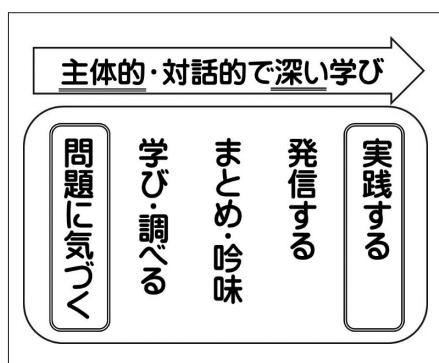 主体的・対話的で深い学び
問題に気づく
学び・調べる
まとめ・吟味
発信する
実践する